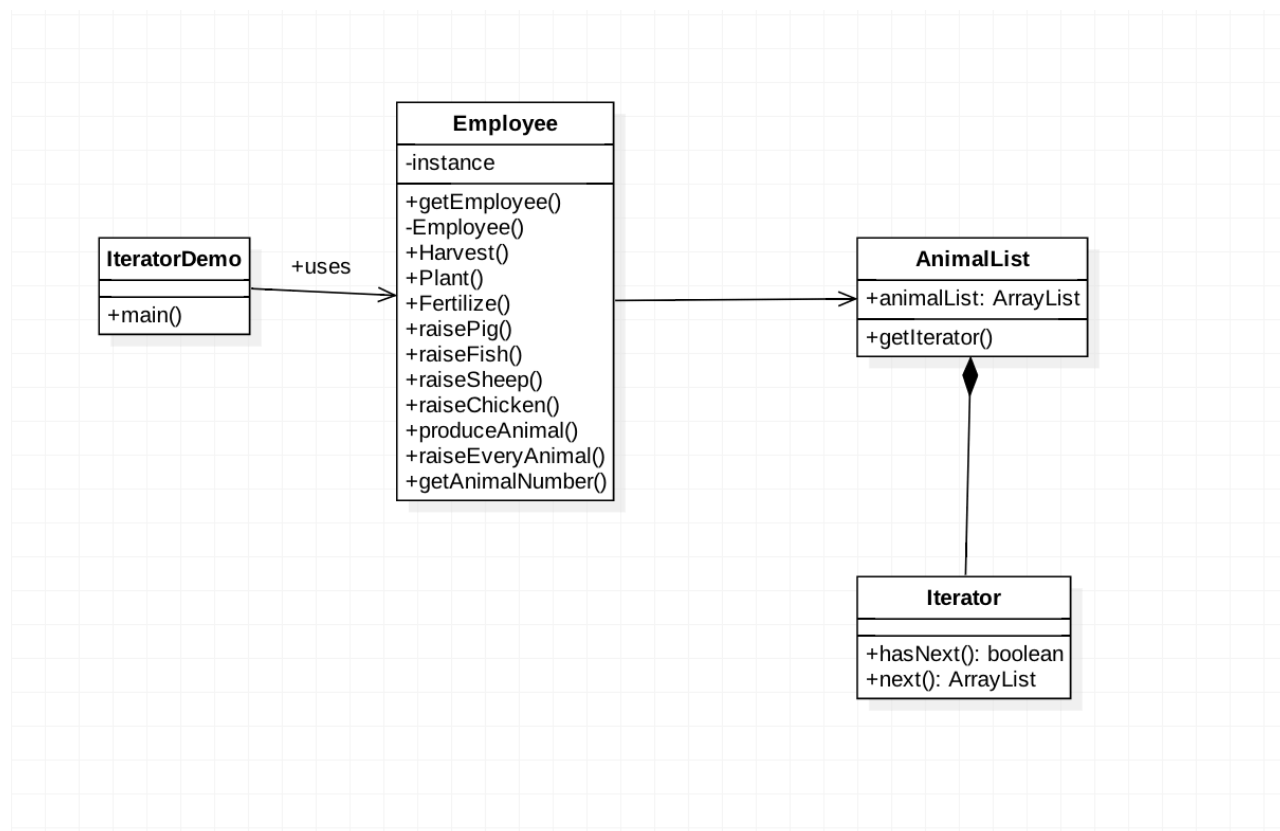 IteratorDemo
+main()
+uses
Employee
-instance
+getEmployee()
-Employee()
+Harvest()
+Plant()
+Fertilize()
+raisePig()
+raiseFish()
+raiseSheep()
+raiseChicken()
+produceAnimal()
+raiseEveryAnimal()
+getAnimalNumber()
AnimalList
+animalList: ArrayList
+getIterator()
Iterator
+hasNext(): boolean
+next(): ArrayList